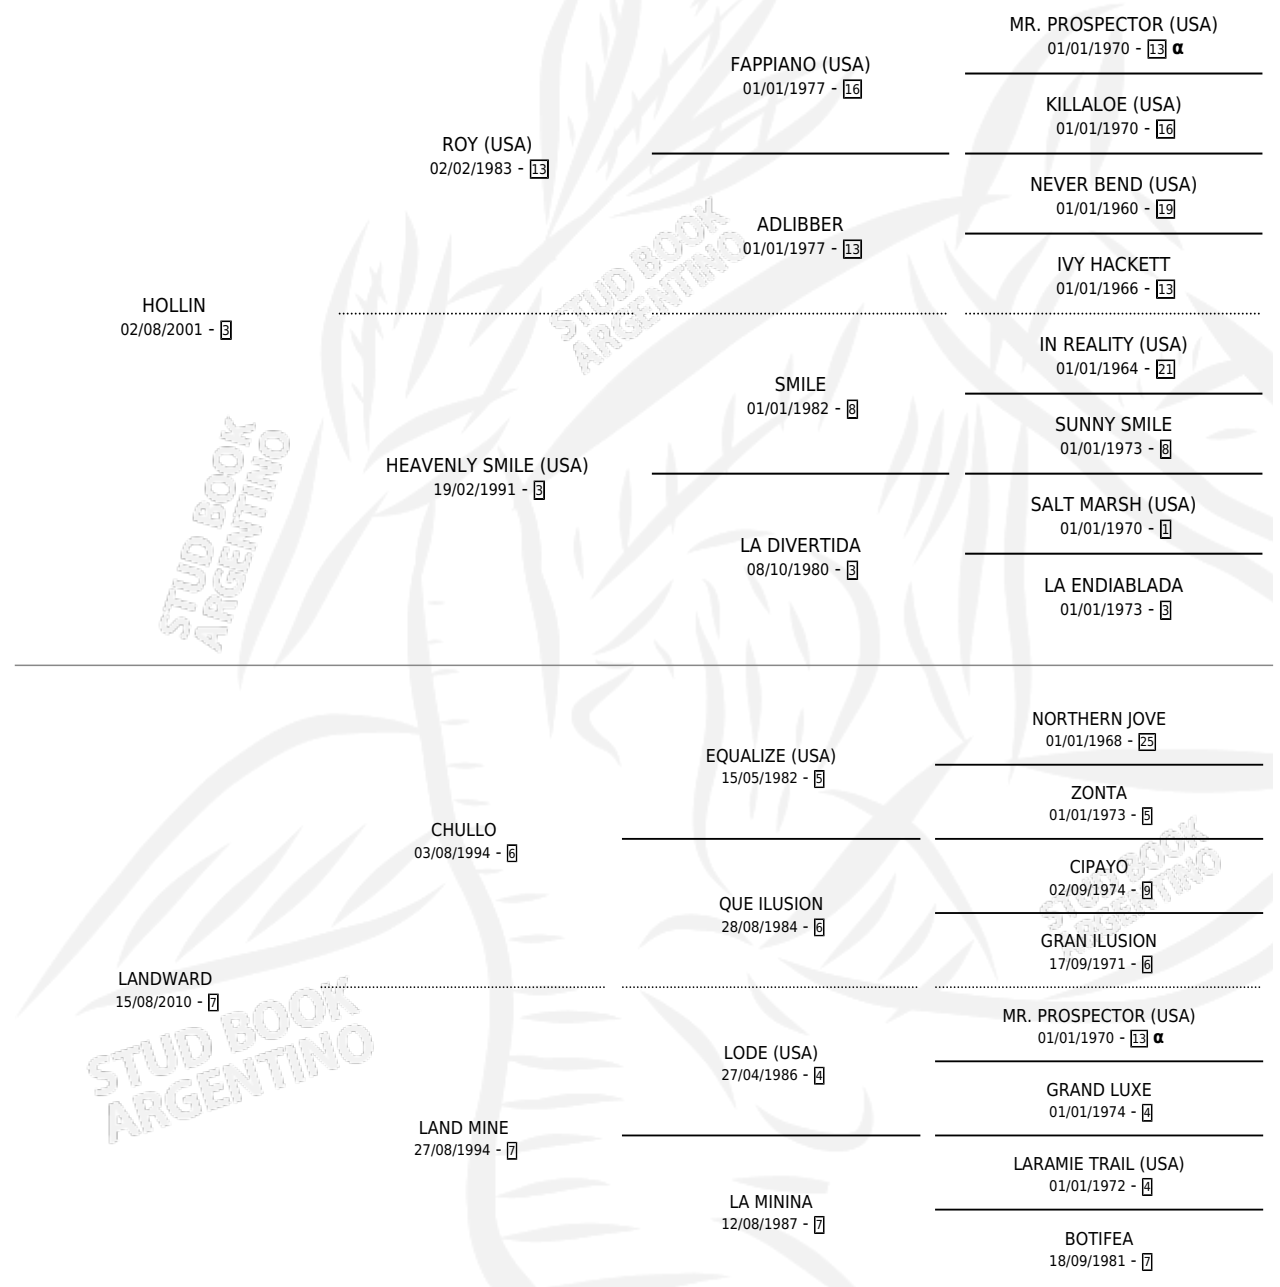 MR. PROSPECTOR (USA)
01/01/1970 - 13 α
FAPPIANO (USA)
01/01/1977 - 16
KILLALOE (USA)
01/01/1970 - 16
ROY (USA)
02/02/1983 - 13
NEVER BEND (USA)
01/01/1960 - 19
ADLIBBER
01/01/1977 - 13
IVY HACKETT
01/01/1966 - 13
HOLLIN
02/08/2001 - 3
IN REALITY (USA)
01/01/1964 - 21
SMILE
01/01/1982 - 8
SUNNY SMILE
01/01/1973 - 8
HEAVENLY SMILE (USA)
19/02/1991 - 3
SALT MARSH (USA)
01/01/1970 - 1
LA DIVERTIDA
08/10/1980 - 3
LA ENDIABLADA
01/01/1973 - 3
NORTHERN JOVE
01/01/1968 - 25
EQUALIZE (USA)
15/05/1982 - 5
ZONTA
01/01/1973 - 5
CHULLO
03/08/1994 - 6
CIPAYO
02/09/1974 - 9
QUE ILUSION
28/08/1984 - 6
GRAN ILUSION
17/09/1971 - 6
LANDWARD
15/08/2010 - 7
MR. PROSPECTOR (USA)
01/01/1970 - 13 α
LODE (USA)
27/04/1986 - 4
GRAND LUXE
01/01/1974 - 4
LAND MINE
27/08/1994 - 7
LARAMIE TRAIL (USA)
01/01/1972 - 4
LA MININA
12/08/1987 - 7
BOTIFEA
18/09/1981 - 7
STUD BOOK
ARGENTINO
STUD BOOK
ARGENTINO
STUD BOOK
ARGENTINO
STUD BOOK
ARGENTINO